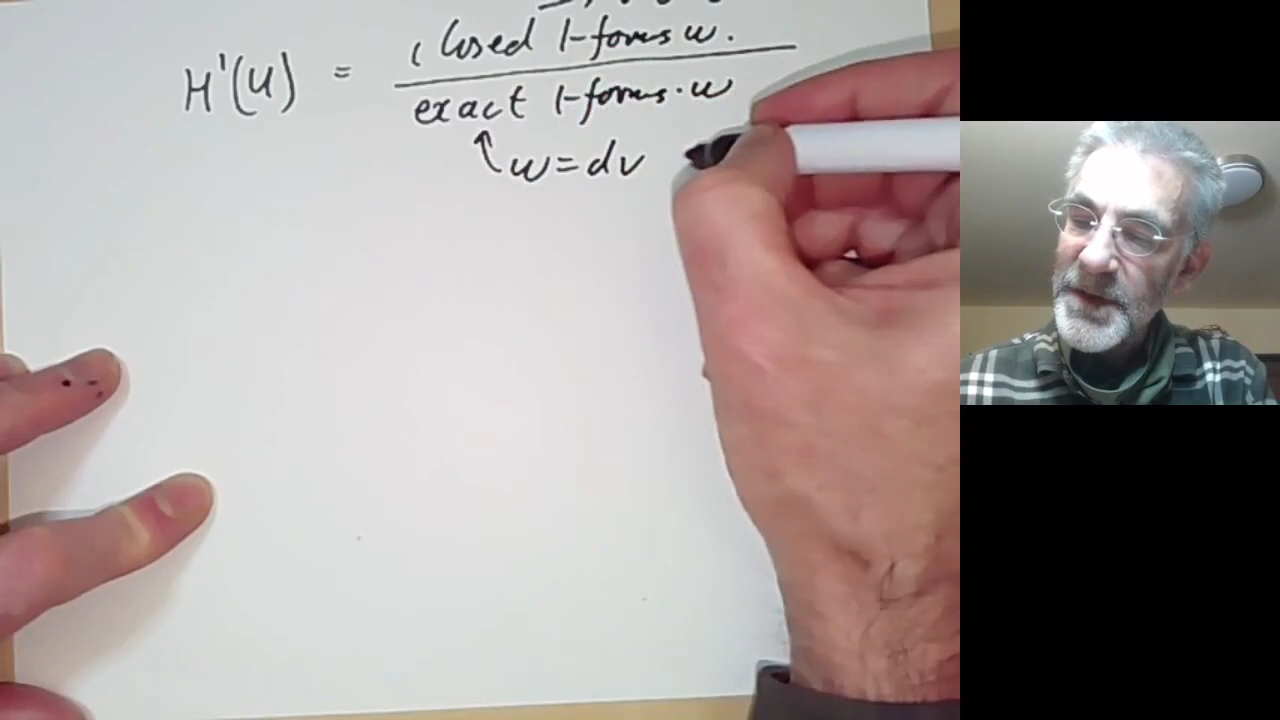 H¹(U) = closed 1-forms ω.
exact 1-forms · ω
↖ ω = dv